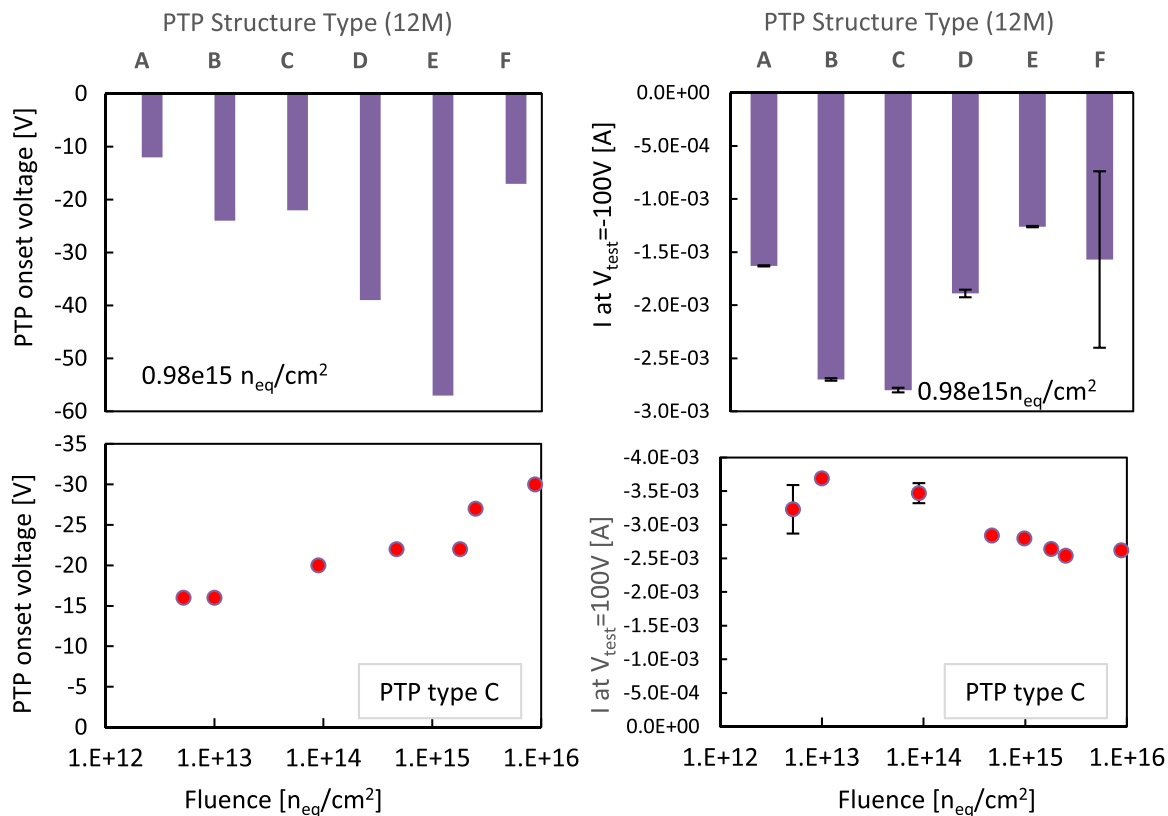 PTP Structure Type (12M)
A B C D E F
PTP onset voltage [V]
0
-10
-20
-30
-40
-50
-60
0.98e15 neq/cm2
PTP Structure Type (12M)
A B C D E F
I at Vtest=-100V [A]
0.0E+00
-5.0E-04
-1.0E-03
-1.5E-03
-2.0E-03
-2.5E-03
-3.0E-03
0.98e15neq/cm2
PTP onset voltage [V]
-35
-30
-25
-20
-15
-10
-5
0
PTP type C
1.E+12 1.E+13 1.E+14 1.E+15 1.E+16
Fluence [neq/cm2]
I at Vtest=100V [A]
-4.0E-03
-3.5E-03
-3.0E-03
-2.5E-03
-2.0E-03
-1.5E-03
-1.0E-03
-5.0E-04
0.0E+00
PTP type C
1.E+12 1.E+13 1.E+14 1.E+15 1.E+16
Fluence [neq/cm2]